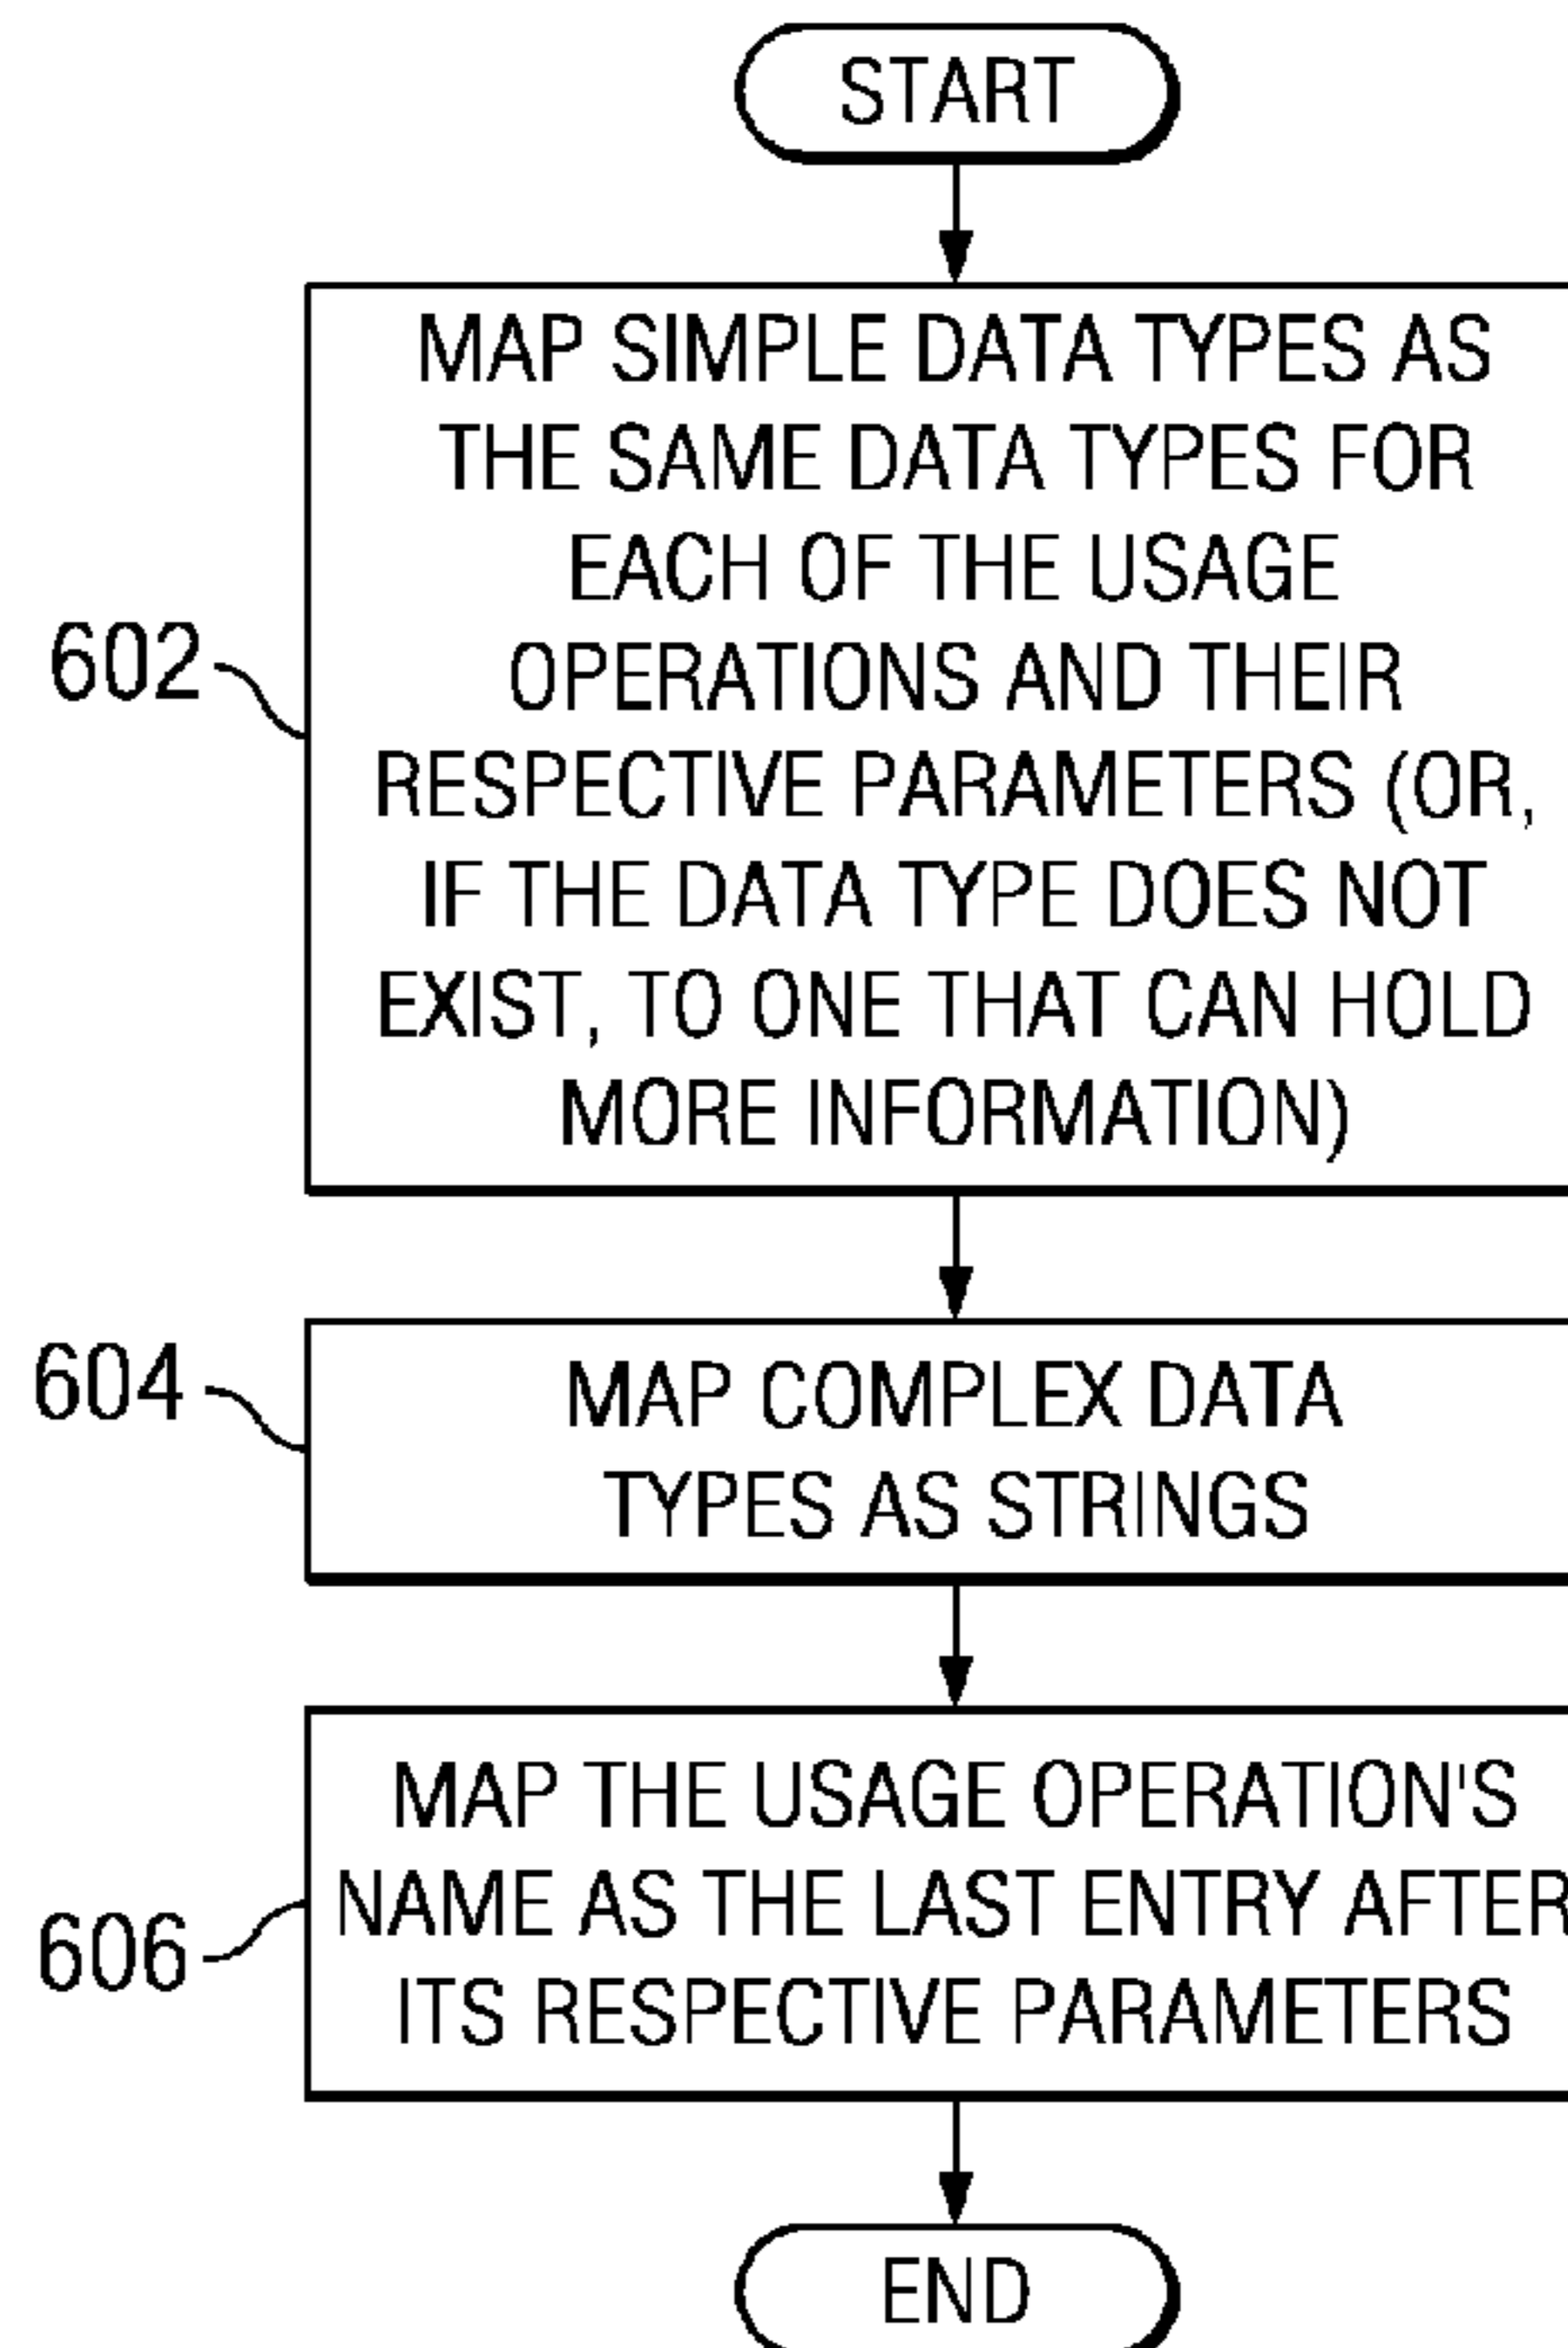 START
MAP SIMPLE DATA TYPES AS
THE SAME DATA TYPES FOR
EACH OF THE USAGE
OPERATIONS AND THEIR
RESPECTIVE PARAMETERS (OR,
IF THE DATA TYPE DOES NOT
EXIST, TO ONE THAT CAN HOLD
MORE INFORMATION)
602
MAP COMPLEX DATA
TYPES AS STRINGS
604
MAP THE USAGE OPERATION'S
NAME AS THE LAST ENTRY AFTER
ITS RESPECTIVE PARAMETERS
606
END